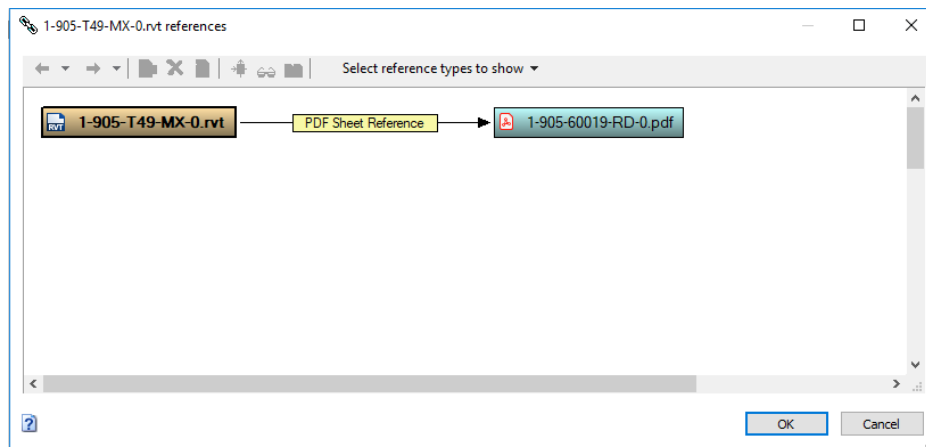 1-905-T49-MX-0.rvt references
Select reference types to show
RVT 1-905-T49-MX-0.rvt PDF Sheet Reference 1-905-60019-RD-0.pdf
? OK Cancel